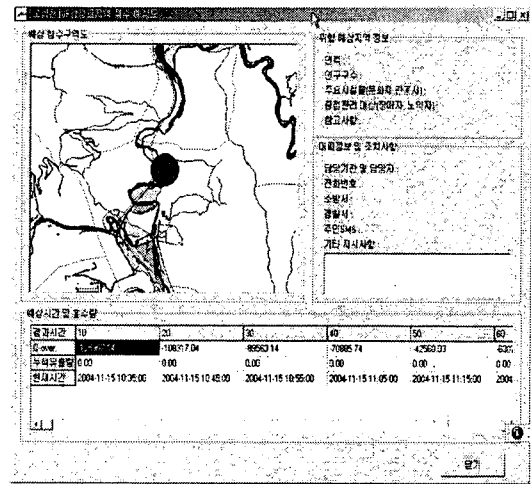 예상 침수구역도
위험 예상지역 정보
면적 :
인구구수 :
주요시설물(문화재,관공서) :
중점관리 대상(장애자,노약자) :
참고사항 :
대피정보 및 조치사항
담당기관 및 담당자 :
전화번호 :
소방서 :
경찰서 :
주민SMS :
기타 지시사항 :
예상시간 및 홍수량
경과시간 10 20 30 40 50 60
Q-over -108317.04 -89563.14 -70885.74 -42560.93
누적유출량 0.00 0.00 0.00 0.00 0.00 0.00
현재시간 2004-11-15 10:35:00 2004-11-15 10:45:00 2004-11-15 10:55:00 2004-11-15 11:05:00 2004-11-15 11:15:00 2004
닫기